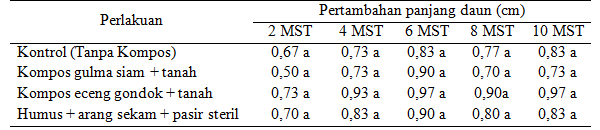 Perlakuan Pertambahan panjang daun (cm)
2 MST 4 MST 6 MST 8 MST 10 MST
Kontrol (Tanpa Kompos) 0,67 a 0,73 a 0,83 a 0,77 a 0,83 a
Kompos gulma siam + tanah 0,50 a 0,73 a 0,90 a 0,70 a 0,73 a
Kompos eceng gondok + tanah 0,73 a 0,93 a 0,97 a 0,90a 0,97 a
Humus + arang sekam + pasir steril 0,70 a 0,83 a 0,90 a 0,80 a 0,83 a